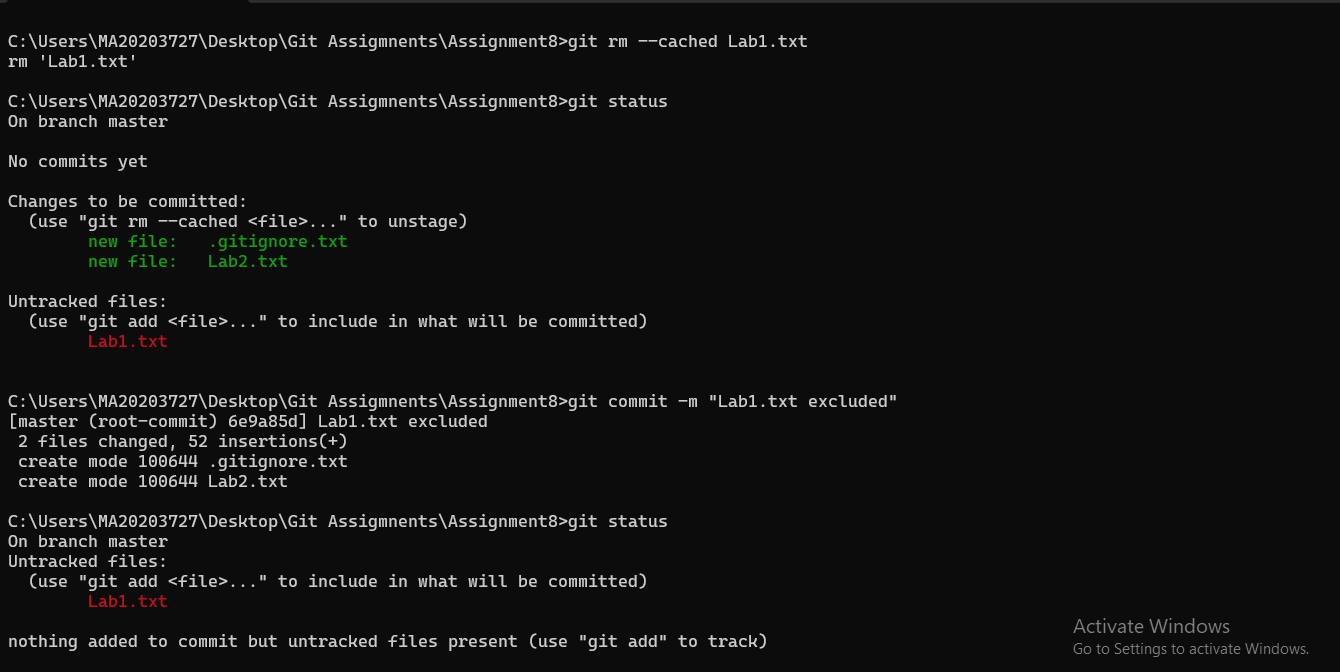 C:\Users\MA20203727\Desktop\Git Assigmnents\Assignment8>git rm --cached Lab1.txt
rm 'Lab1.txt'
C:\Users\MA20203727\Desktop\Git Assigmnents\Assignment8>git status
On branch master
No commits yet
Changes to be committed:
  (use "git rm --cached <file>..." to unstage)
        new file:   .gitignore.txt
        new file:   Lab2.txt
Untracked files:
  (use "git add <file>..." to include in what will be committed)
        Lab1.txt
C:\Users\MA20203727\Desktop\Git Assigmnents\Assignment8>git commit -m "Lab1.txt excluded"
[master (root-commit) 6e9a85d] Lab1.txt excluded
 2 files changed, 52 insertions(+)
 create mode 100644 .gitignore.txt
 create mode 100644 Lab2.txt
C:\Users\MA20203727\Desktop\Git Assigmnents\Assignment8>git status
On branch master
Untracked files:
  (use "git add <file>..." to include in what will be committed)
        Lab1.txt
nothing added to commit but untracked files present (use "git add" to track)
Activate Windows
Go to Settings to activate Windows.